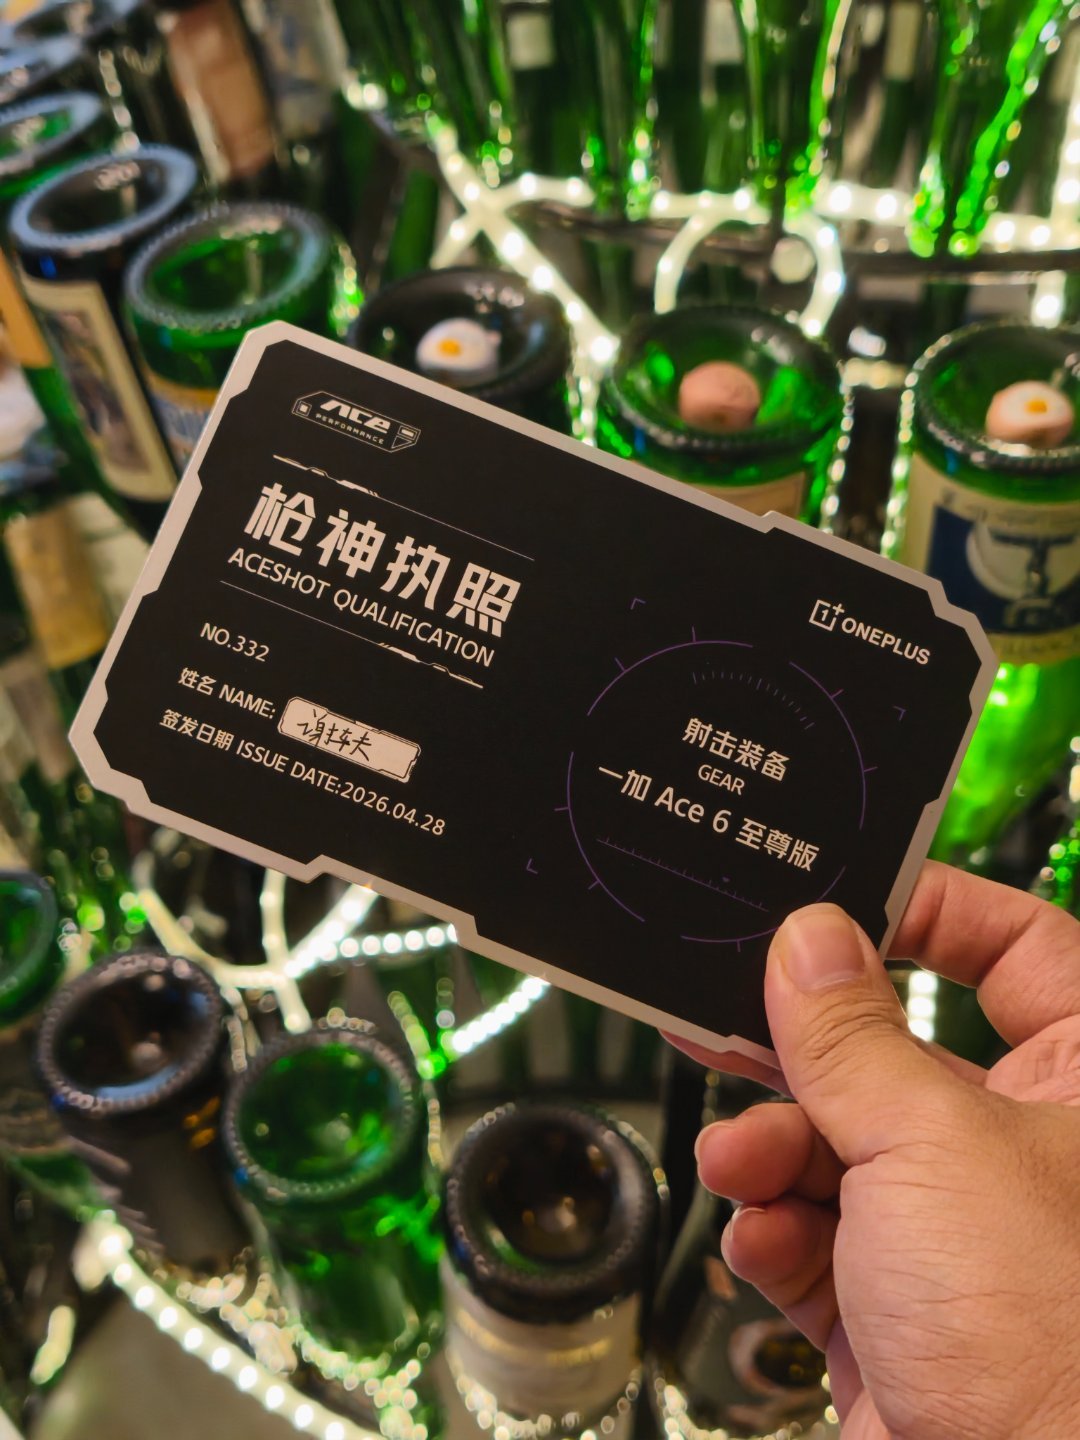 ACE
PERFORMANCE
枪神执照
ACESHOT QUALIFICATION
NO.332
姓名 NAME:
签发日期 ISSUE DATE:2026.04.28
ONEPLUS
射击装备
GEAR
一加 Ace 6 至尊版